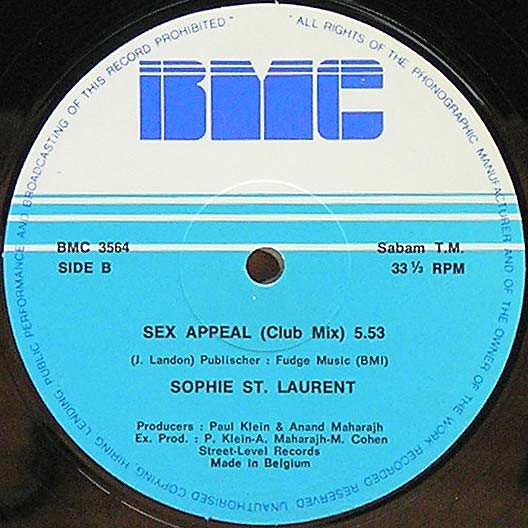 ALL RIGHTS OF THE PHONOGRAPHIC MANUFACTURER AND OF THE OWNER OF THE WORK RECORDED RESERVED UNAUTHORISED COPYING, HIRING, LENDING, PUBLIC PERFORMANCE AND BROADCASTING OF THIS RECORD PROHIBITED
BMC
BMC 3564
Sabam T.M.
SIDE B
33 ⅓ RPM
SEX APPEAL (Club Mix) 5.53
(J. Landon) Publischer : Fudge Music (BMI)
SOPHIE ST. LAURENT
Producers : Paul Klein & Anand Maharajh
Ex. Prod. : P. Klein-A. Maharajh-M. Cohen
Street-Level Records
Made in Belgium